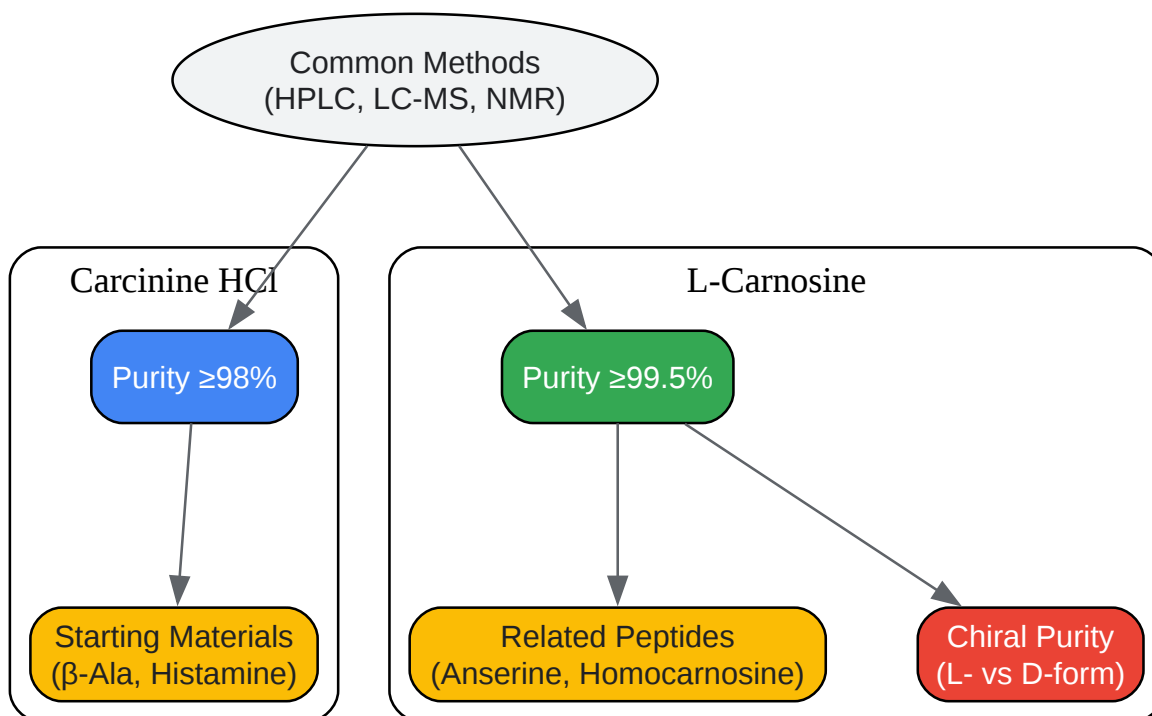 Common Methods
(HPLC, LC-MS, NMR)
Carcinine HCl
L-Carnosine
Purity ≥98%
Purity ≥99.5%
Starting Materials
(β-Ala, Histamine)
Related Peptides
(Anserine, Homocarnosine)
Chiral Purity
(L- vs D-form)